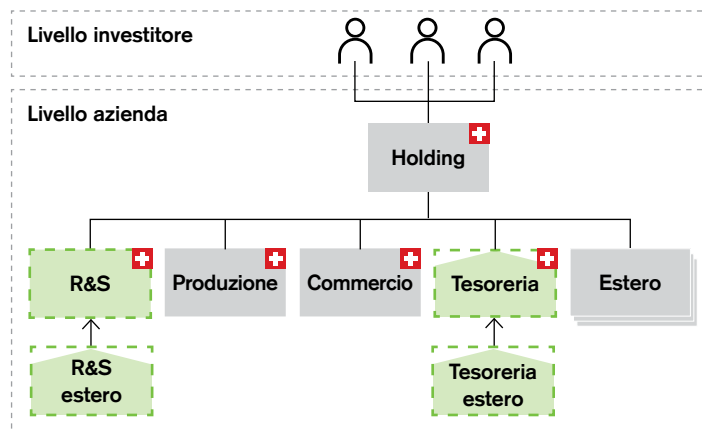 Livello investitore
Livello azienda
Holding
R&S
Produzione
Commercio
Tesoreria
Estero
R&S
estero
Tesoreria
estero